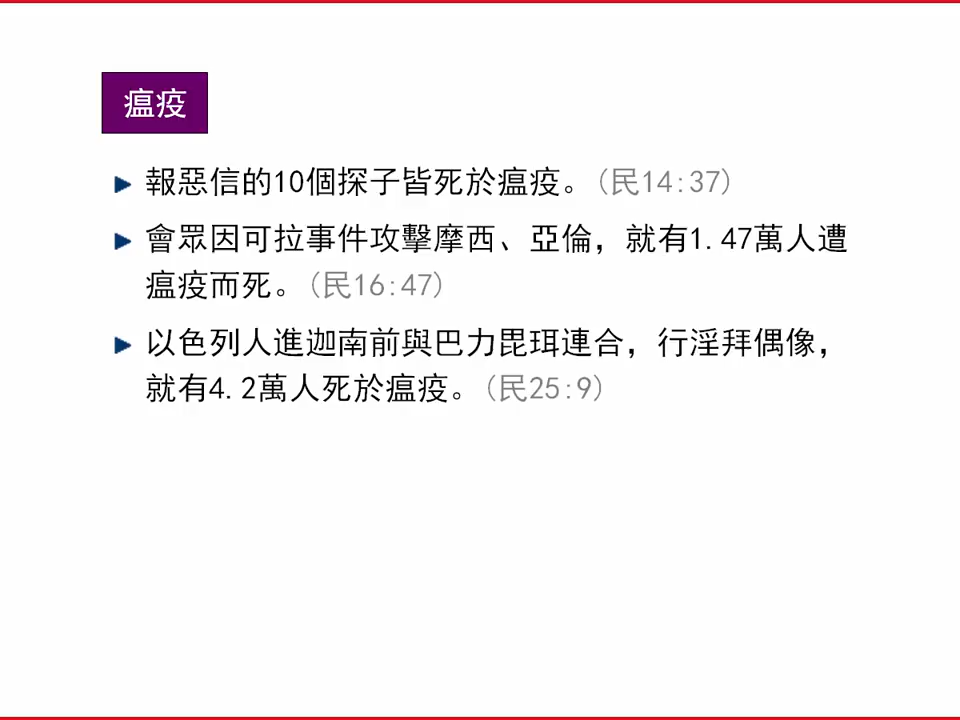 瘟疫
報惡信的10個探子皆死於瘟疫。(民14:37)
會眾因可拉事件攻擊摩西、亞倫，就有1.47萬人遭
瘟疫而死。(民16:47)
以色列人進迦南前與巴力毘珥連合，行淫拜偶像，
就有4.2萬人死於瘟疫。(民25:9)